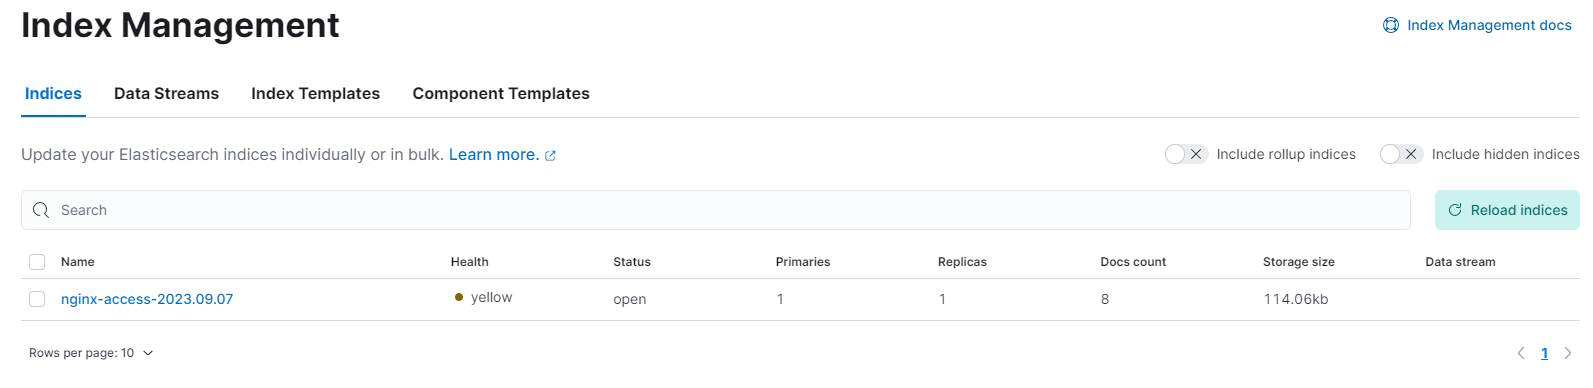 Index Management
Index Management docs
Indices Data Streams Index Templates Component Templates
Update your Elasticsearch indices individually or in bulk. Learn more.
Include rollup indices Include hidden indices
Search
Reload indices
Name Health Status Primaries Replicas Docs count Storage size Data stream
nginx-access-2023.09.07 yellow open 1 1 8 114.06kb
Rows per page: 10
1